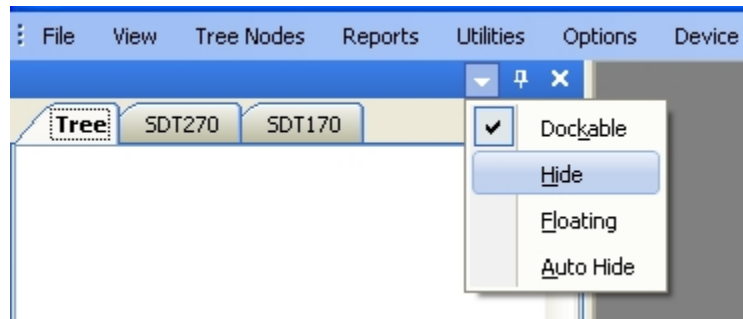 File View Tree Nodes Reports Utilities Options Device
Tree SDT270 SDT170
Dockable
Hide
Floating
Auto Hide